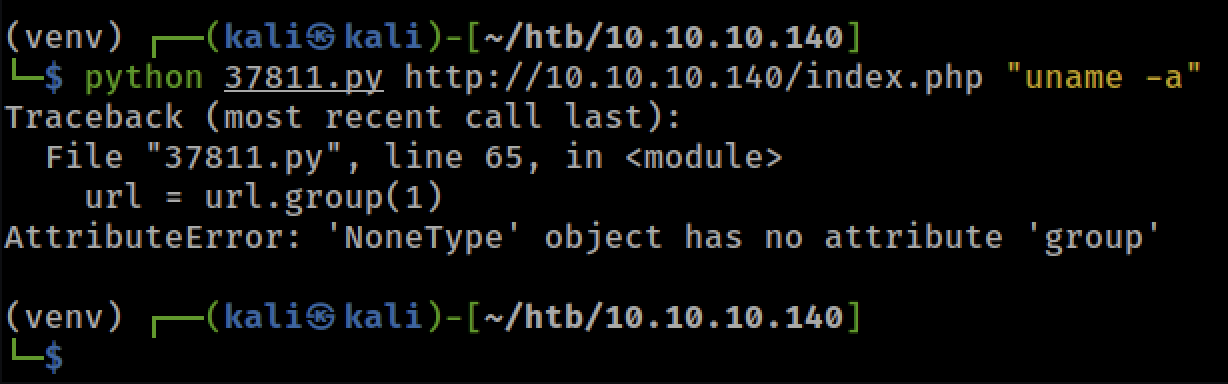 (venv) ┌──(kali㉿kali)-[~/htb/10.10.10.140]
└─$ python 37811.py http://10.10.10.140/index.php "uname -a"
Traceback (most recent call last):
  File "37811.py", line 65, in <module>
    url = url.group(1)
AttributeError: 'NoneType' object has no attribute 'group'
(venv) ┌──(kali㉿kali)-[~/htb/10.10.10.140]
└─$